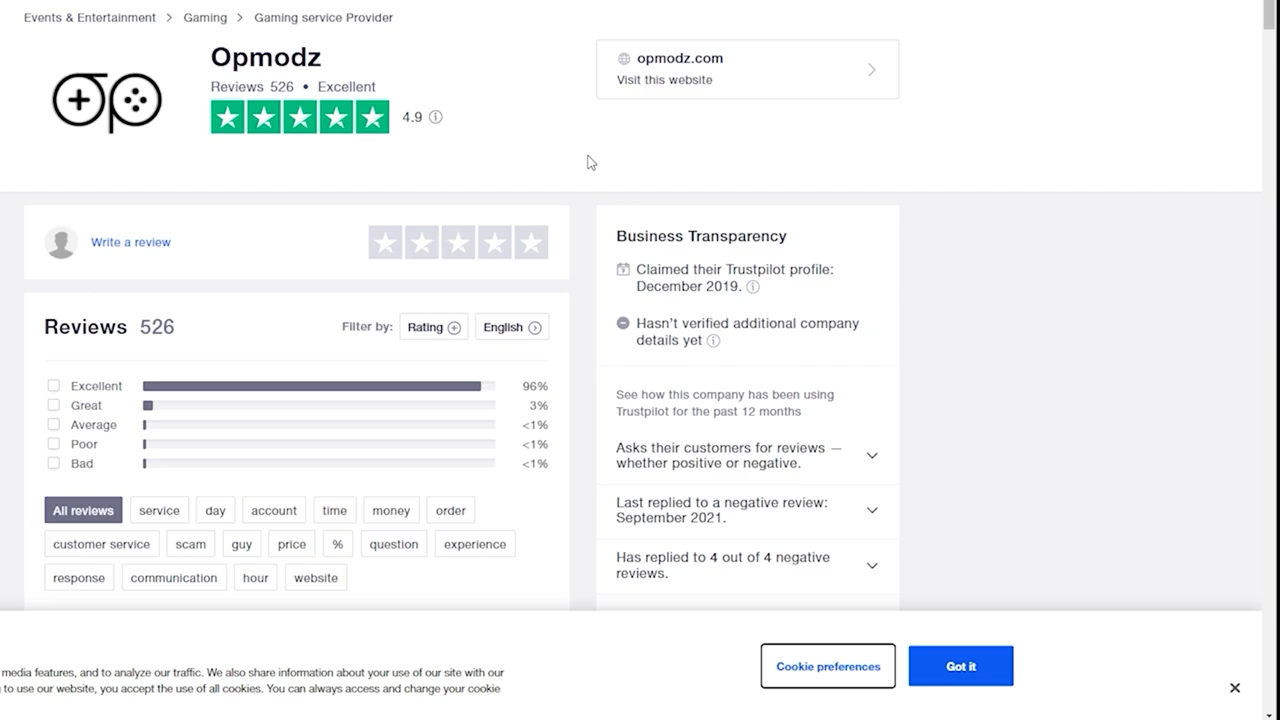 Events & Entertainment > Gaming > Gaming service Provider
Opmodz
Reviews 526 • Excellent
4.9
opmodz.com
Visit this website
Write a review
Business Transparency
Claimed their Trustpilot profile:
December 2019.
Hasn't verified additional company
details yet
Reviews 526
Filter by:
Rating
English
Excellent 96%
Great 3%
Average <1%
Poor <1%
Bad <1%
See how this company has been using
Trustpilot for the past 12 months
Asks their customers for reviews —
whether positive or negative.
Last replied to a negative review:
September 2021.
Has replied to 4 out of 4 negative
reviews.
All reviews service day account time money order
customer service scam guy price % question experience
response communication hour website
media features, and to analyze our traffic. We also share information about your use of our site with our
to use our website, you accept the use of all cookies. You can always access and change your cookie
Cookie preferences
Got it